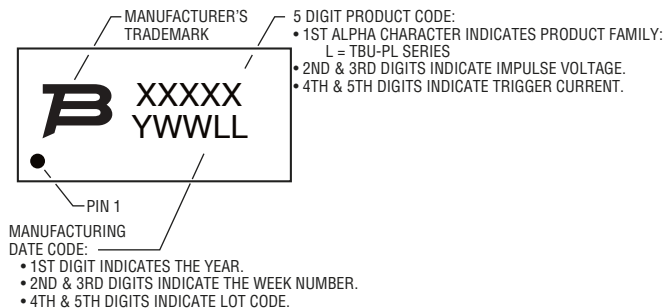 MANUFACTURER'S
TRADEMARK
5 DIGIT PRODUCT CODE:
• 1ST ALPHA CHARACTER INDICATES PRODUCT FAMILY:
L = TBU-PL SERIES
• 2ND & 3RD DIGITS INDICATE IMPULSE VOLTAGE.
• 4TH & 5TH DIGITS INDICATE TRIGGER CURRENT.
XXXXX
YWWLL
PIN 1
MANUFACTURING
DATE CODE:
• 1ST DIGIT INDICATES THE YEAR.
• 2ND & 3RD DIGITS INDICATE THE WEEK NUMBER.
• 4TH & 5TH DIGITS INDICATE LOT CODE.